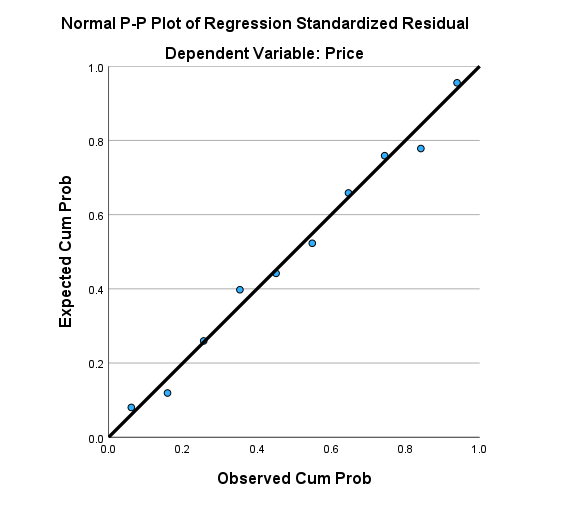 Normal P-P Plot of Regression Standardized Residual
Dependent Variable: Price
Expected Cum Prob
1.0
0.8
0.6
0.4
0.2
0.0
0.0 0.2 0.4 0.6 0.8 1.0
Observed Cum Prob